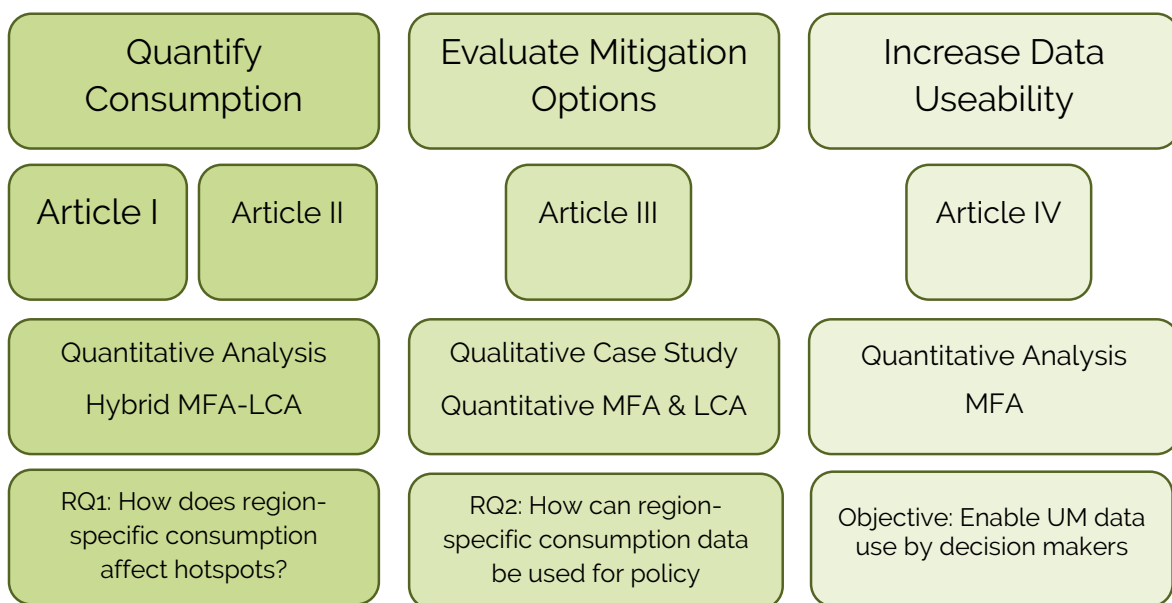 Quantify
Consumption
Evaluate Mitigation
Options
Increase Data
Useability
Article I
Article II
Article III
Article IV
Quantitative Analysis
Hybrid MFA-LCA
Qualitative Case Study
Quantitative MFA & LCA
Quantitative Analysis
MFA
RQ1: How does region-
specific consumption
affect hotspots?
RQ2: How can region-
specific consumption data
be used for policy
Objective: Enable UM data
use by decision makers